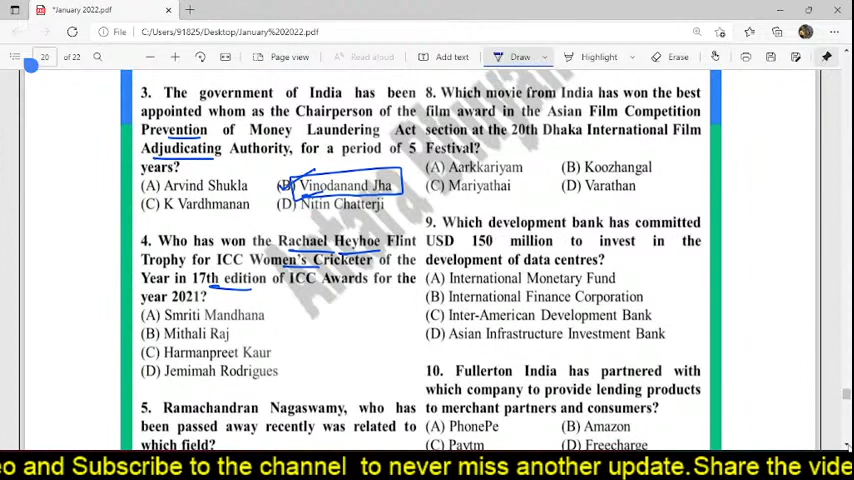 *January 2022.pdf
File
C:/Users/91825/Desktop/January%202022.pdf
20 of 22
Page view
Read aloud
Add text
Draw
Highlight
Erase
3. The government of India has been
appointed whom as the Chairperson of the
Prevention of Money Laundering Act
Adjudicating Authority, for a period of 5
years?
(A) Arvind Shukla (B) Vinodanand Jha
(C) K Vardhmanan (D) Nitin Chatterji
4. Who has won the Rachael Heyhoe Flint
Trophy for ICC Women's Cricketer of the
Year in 17th edition of ICC Awards for the
year 2021?
(A) Smriti Mandhana
(B) Mithali Raj
(C) Harmanpreet Kaur
(D) Jemimah Rodrigues
5. Ramachandran Nagaswamy, who has
been passed away recently was related to
which field?
8. Which movie from India has won the best
film award in the Asian Film Competition
section at the 20th Dhaka International Film
Festival?
(A) Aarkkariyam (B) Koozhangal
(C) Mariyathai (D) Varathan
9. Which development bank has committed
USD 150 million to invest in the
development of data centres?
(A) International Monetary Fund
(B) International Finance Corporation
(C) Inter-American Development Bank
(D) Asian Infrastructure Investment Bank
10. Fullerton India has partnered with
which company to provide lending products
to merchant partners and consumers?
(A) PhonePe (B) Amazon
(C) Paytm (D) Freecharge
Antara Bhuyan
eo and Subscribe to the channel to never miss another update.Share the vide